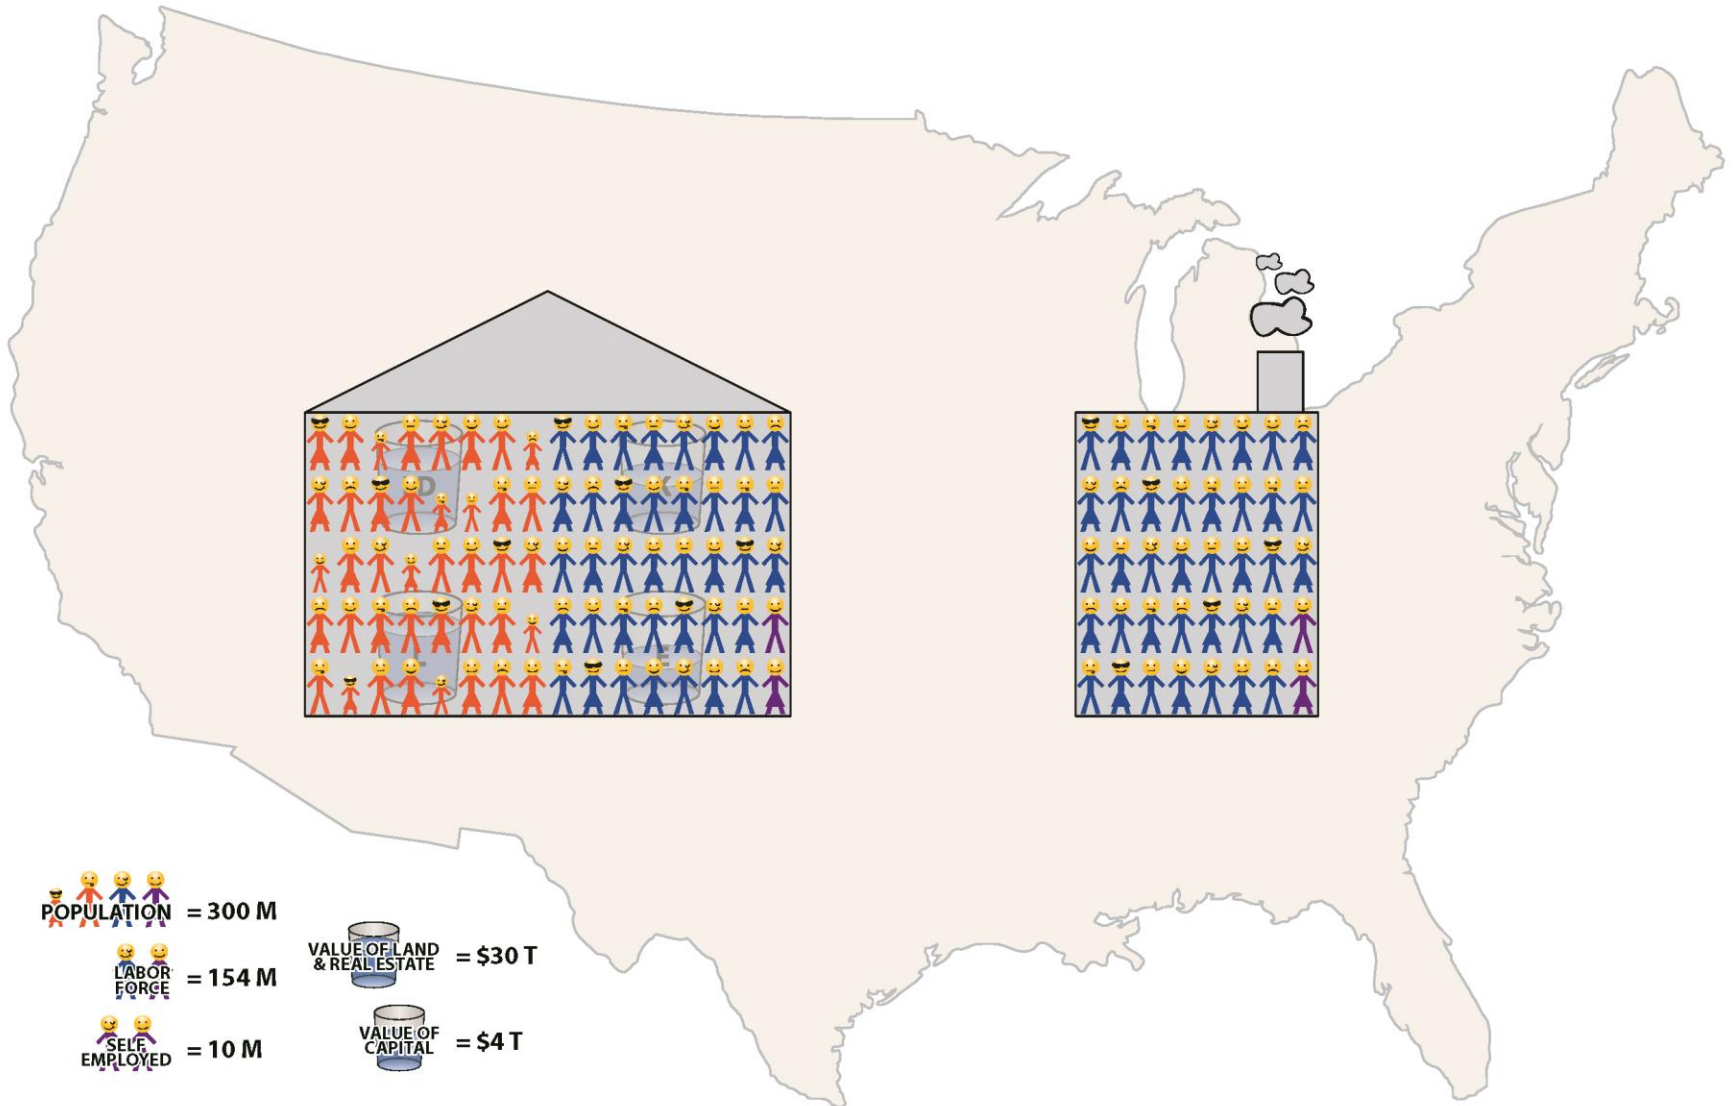 D
K
L
E
POPULATION = 300 M
LABOR
FORCE = 154 M
SELF
EMPLOYED = 10 M
VALUE OF LAND
& REAL ESTATE = $30 T
VALUE OF
CAPITAL = $4 T